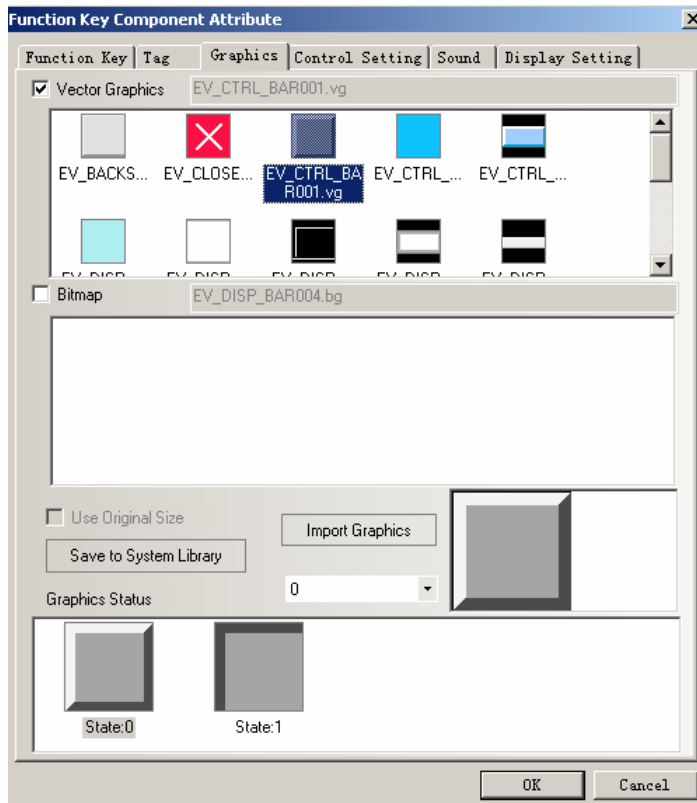 Function Key Component Attribute
Function Key Tag Graphics Control Setting Sound Display Setting
Vector Graphics EV_CTRL_BAR001.vg
EV_BACKS... EV_CLOSE... EV_CTRL_BA EV_CTRL_... EV_CTRL_...
R001.vg
Bitmap EV_DISP_BAR004.bg
Use Original Size
Import Graphics
Save to System Library
0
Graphics Status
State:0 State:1
OK Cancel